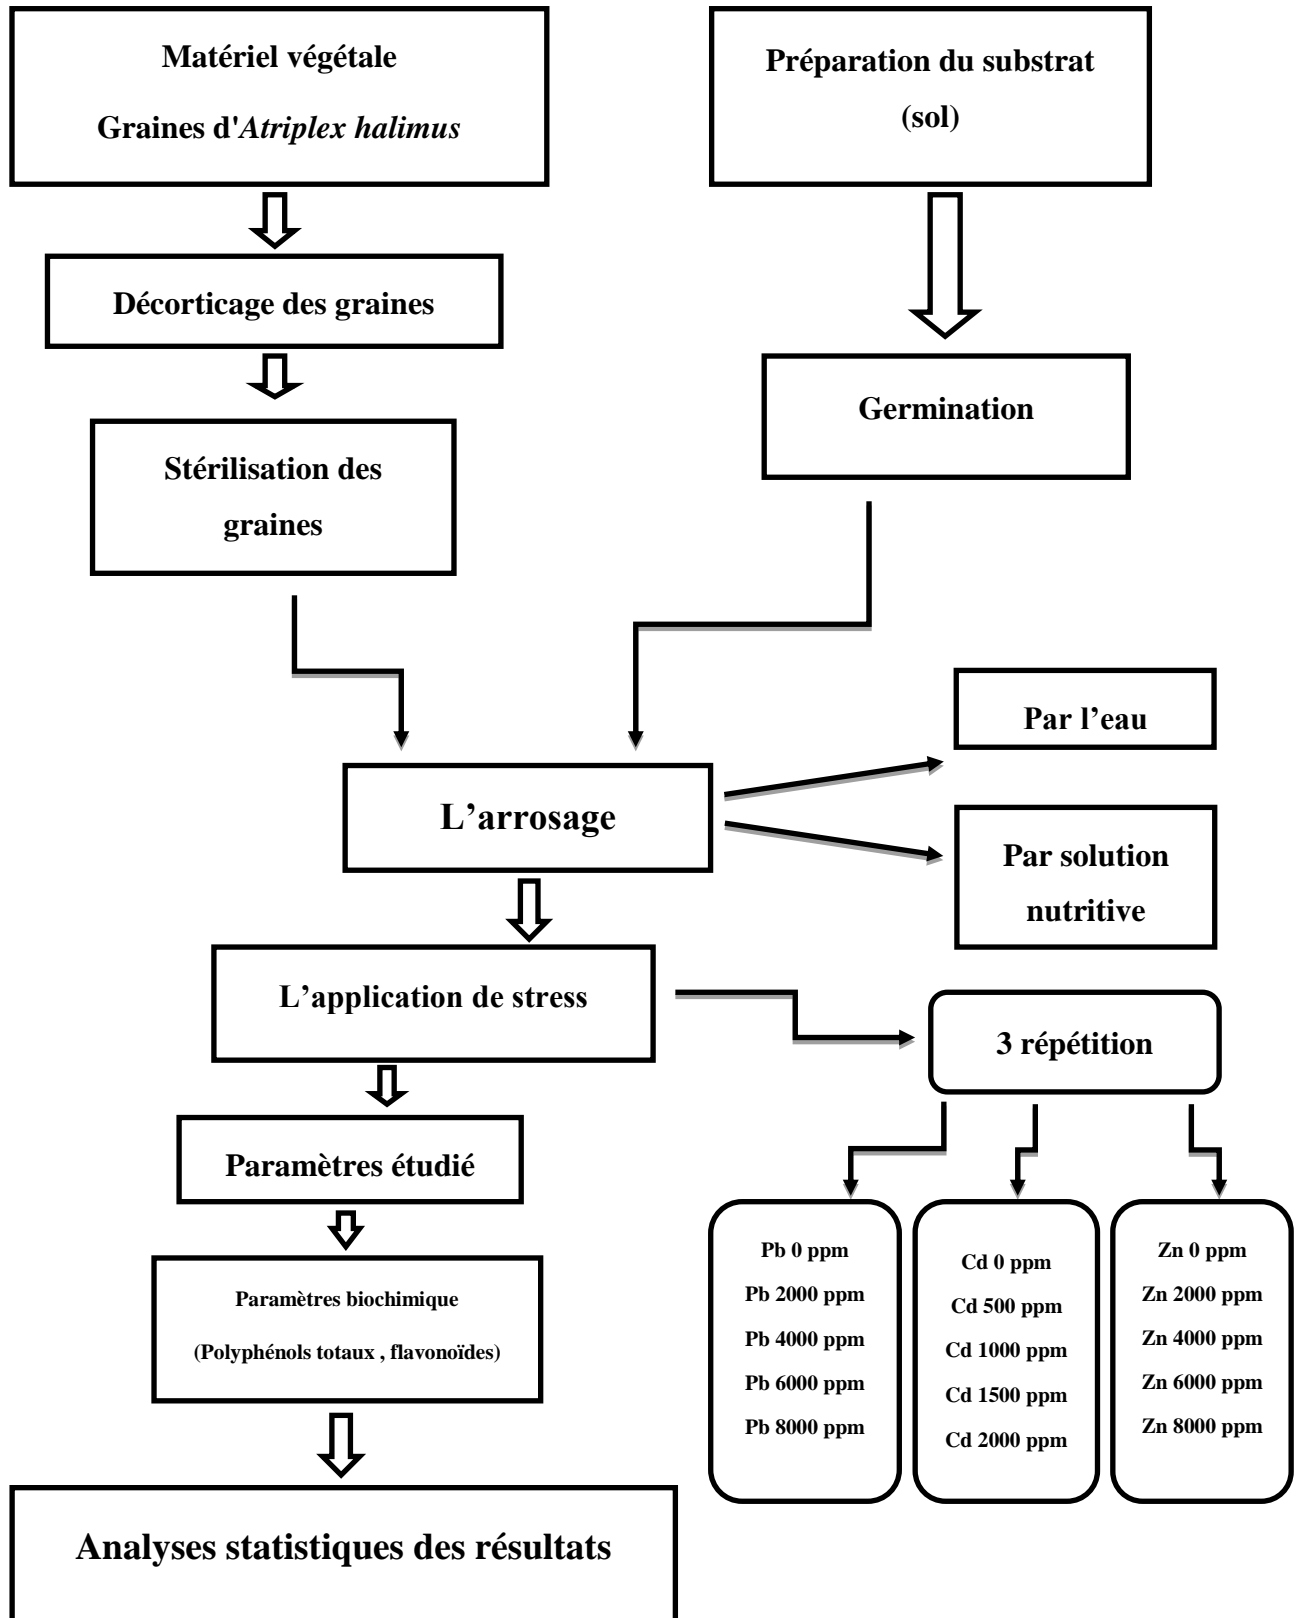 Matériel végétale
Graines d'Atriplex halimus
Préparation du substrat
(sol)
Décorticage des graines
Germination
Stérilisation des
graines
Par l’eau
L’arrosage
Par solution
nutritive
L’application de stress
3 répétition
Paramètres étudié
Paramètres biochimique
(Polyphénols totaux , flavonoïdes)
Pb 0 ppm
Pb 2000 ppm
Pb 4000 ppm
Pb 6000 ppm
Pb 8000 ppm
Cd 0 ppm
Cd 500 ppm
Cd 1000 ppm
Cd 1500 ppm
Cd 2000 ppm
Zn 0 ppm
Zn 2000 ppm
Zn 4000 ppm
Zn 6000 ppm
Zn 8000 ppm
Analyses statistiques des résultats